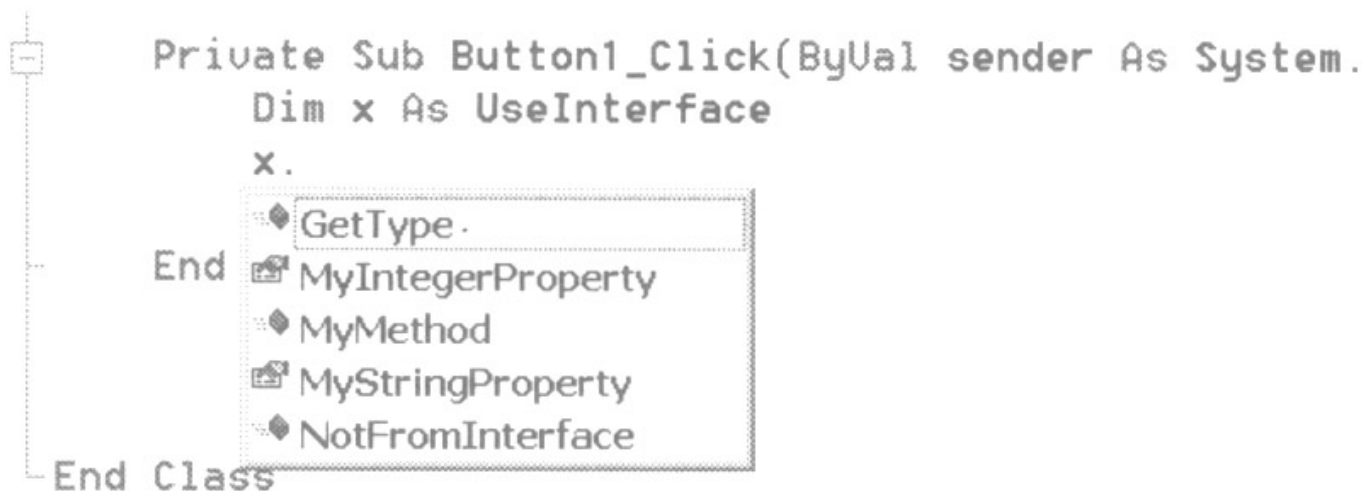 Private Sub Button1_Click(ByVal sender As System.
Dim x As UseInterface
x.
GetType
End
MyIntegerProperty
MyMethod
MyStringProperty
NotFromInterface
End Class